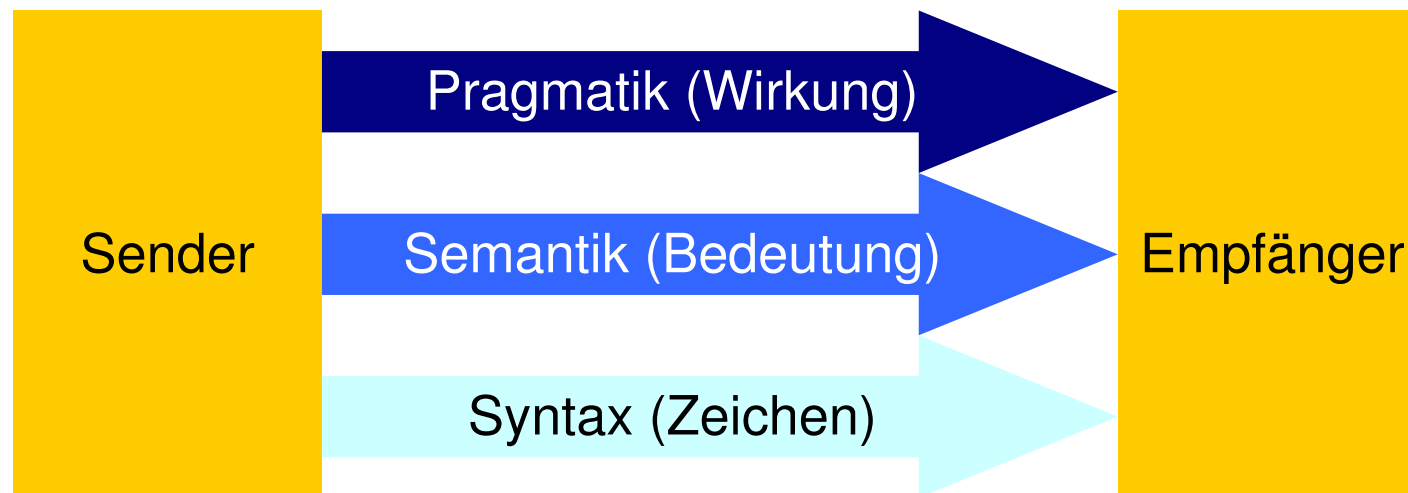 Pragmatik (Wirkung)
Sender
Semantik (Bedeutung)
Empfänger
Syntax (Zeichen)